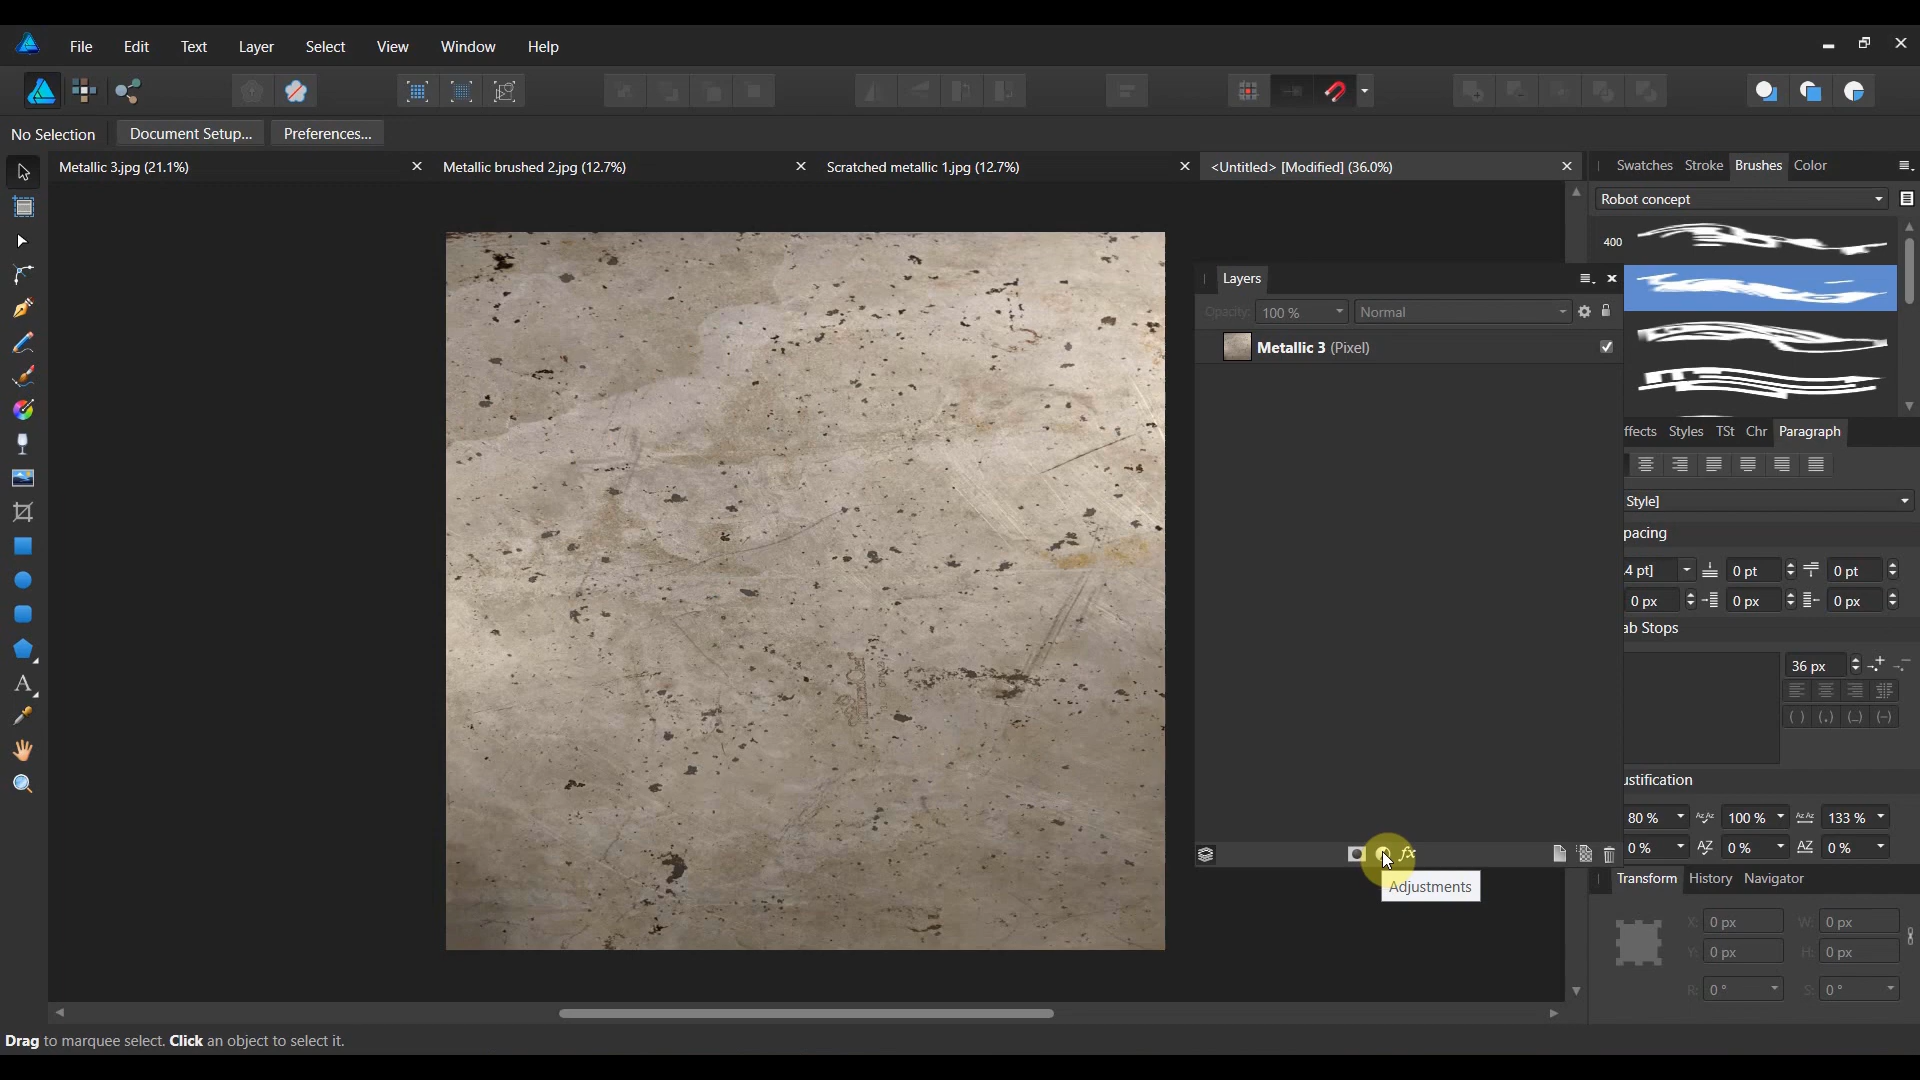 File Edit Text Layer Select View Window Help
No Selection Document Setup... Preferences...
Metallic 3.jpg (21.1%) Metallic brushed 2.jpg (12.7%) Scratched metallic 1.jpg (12.7%) <Untitled> [Modified] (36.0%)
Swatches Stroke Brushes Color
Robot concept
400
Layers
Opacity: 100 % Normal
Metallic 3 (Pixel)
ffects Styles TSt Chr Paragraph
Style]
pacing
.4 pt] 0 pt 0 pt
0 px 0 px 0 px
ab Stops
36 px
ustification
80 % 100 % 133 %
0 % 0 % 0 %
fx
Adjustments
Transform History Navigator
X: 0 px W: 0 px
Y: 0 px H: 0 px
R: 0 ° S: 0 °
Drag to marquee select. Click an object to select it.